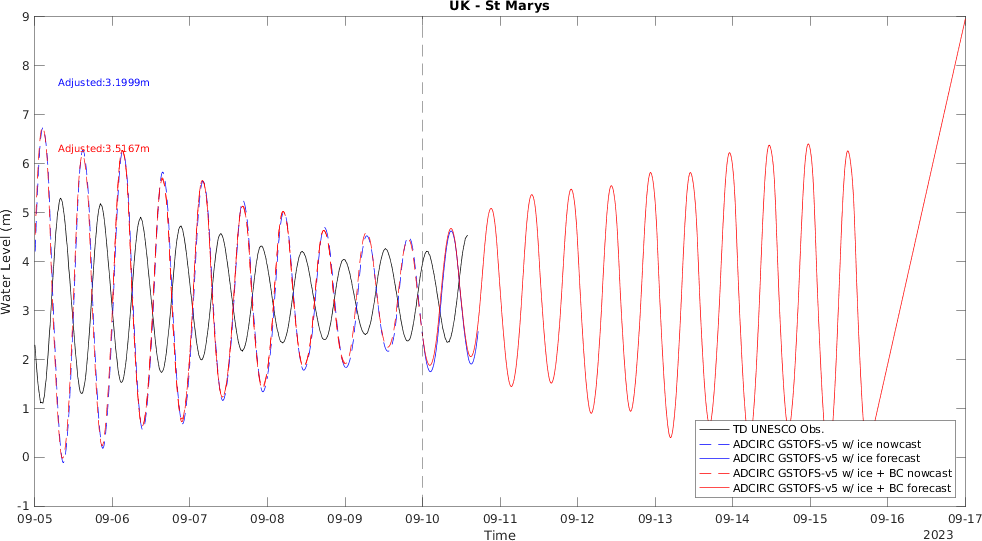 UK - St Marys
9
8
7
6
5
4
3
2
1
0
-1
Water Level (m)
Adjusted:3.1999m
Adjusted:3.5167m
TD UNESCO Obs.
ADCIRC GSTOFS-v5 w/ ice nowcast
ADCIRC GSTOFS-v5 w/ ice forecast
ADCIRC GSTOFS-v5 w/ ice + BC nowcast
ADCIRC GSTOFS-v5 w/ ice + BC forecast
09-05 09-06 09-07 09-08 09-09 09-10 09-11 09-12 09-13 09-14 09-15 09-16 09-17
Time
2023